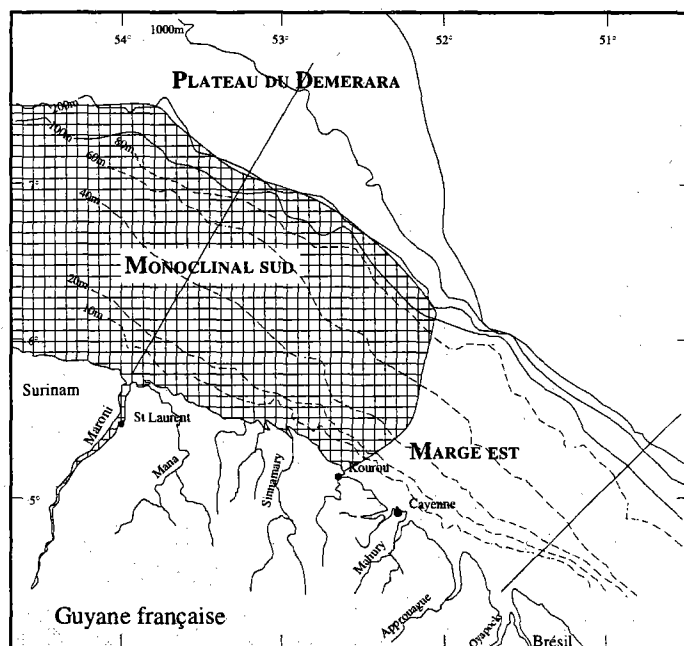 1000m
54°
53°
52°
51°
PLATEAU DU DEMERARA
200m
100m
80m
60m
7°
40m
MONOCLINAL SUD
20m
10m
6°
Surinam
Maroni
St Laurent
Mana
Sinnamary
MARGE EST
Kourou
5°
Cayenne
Mahury
Approuague
Oyapock
Guyane française
Brésil